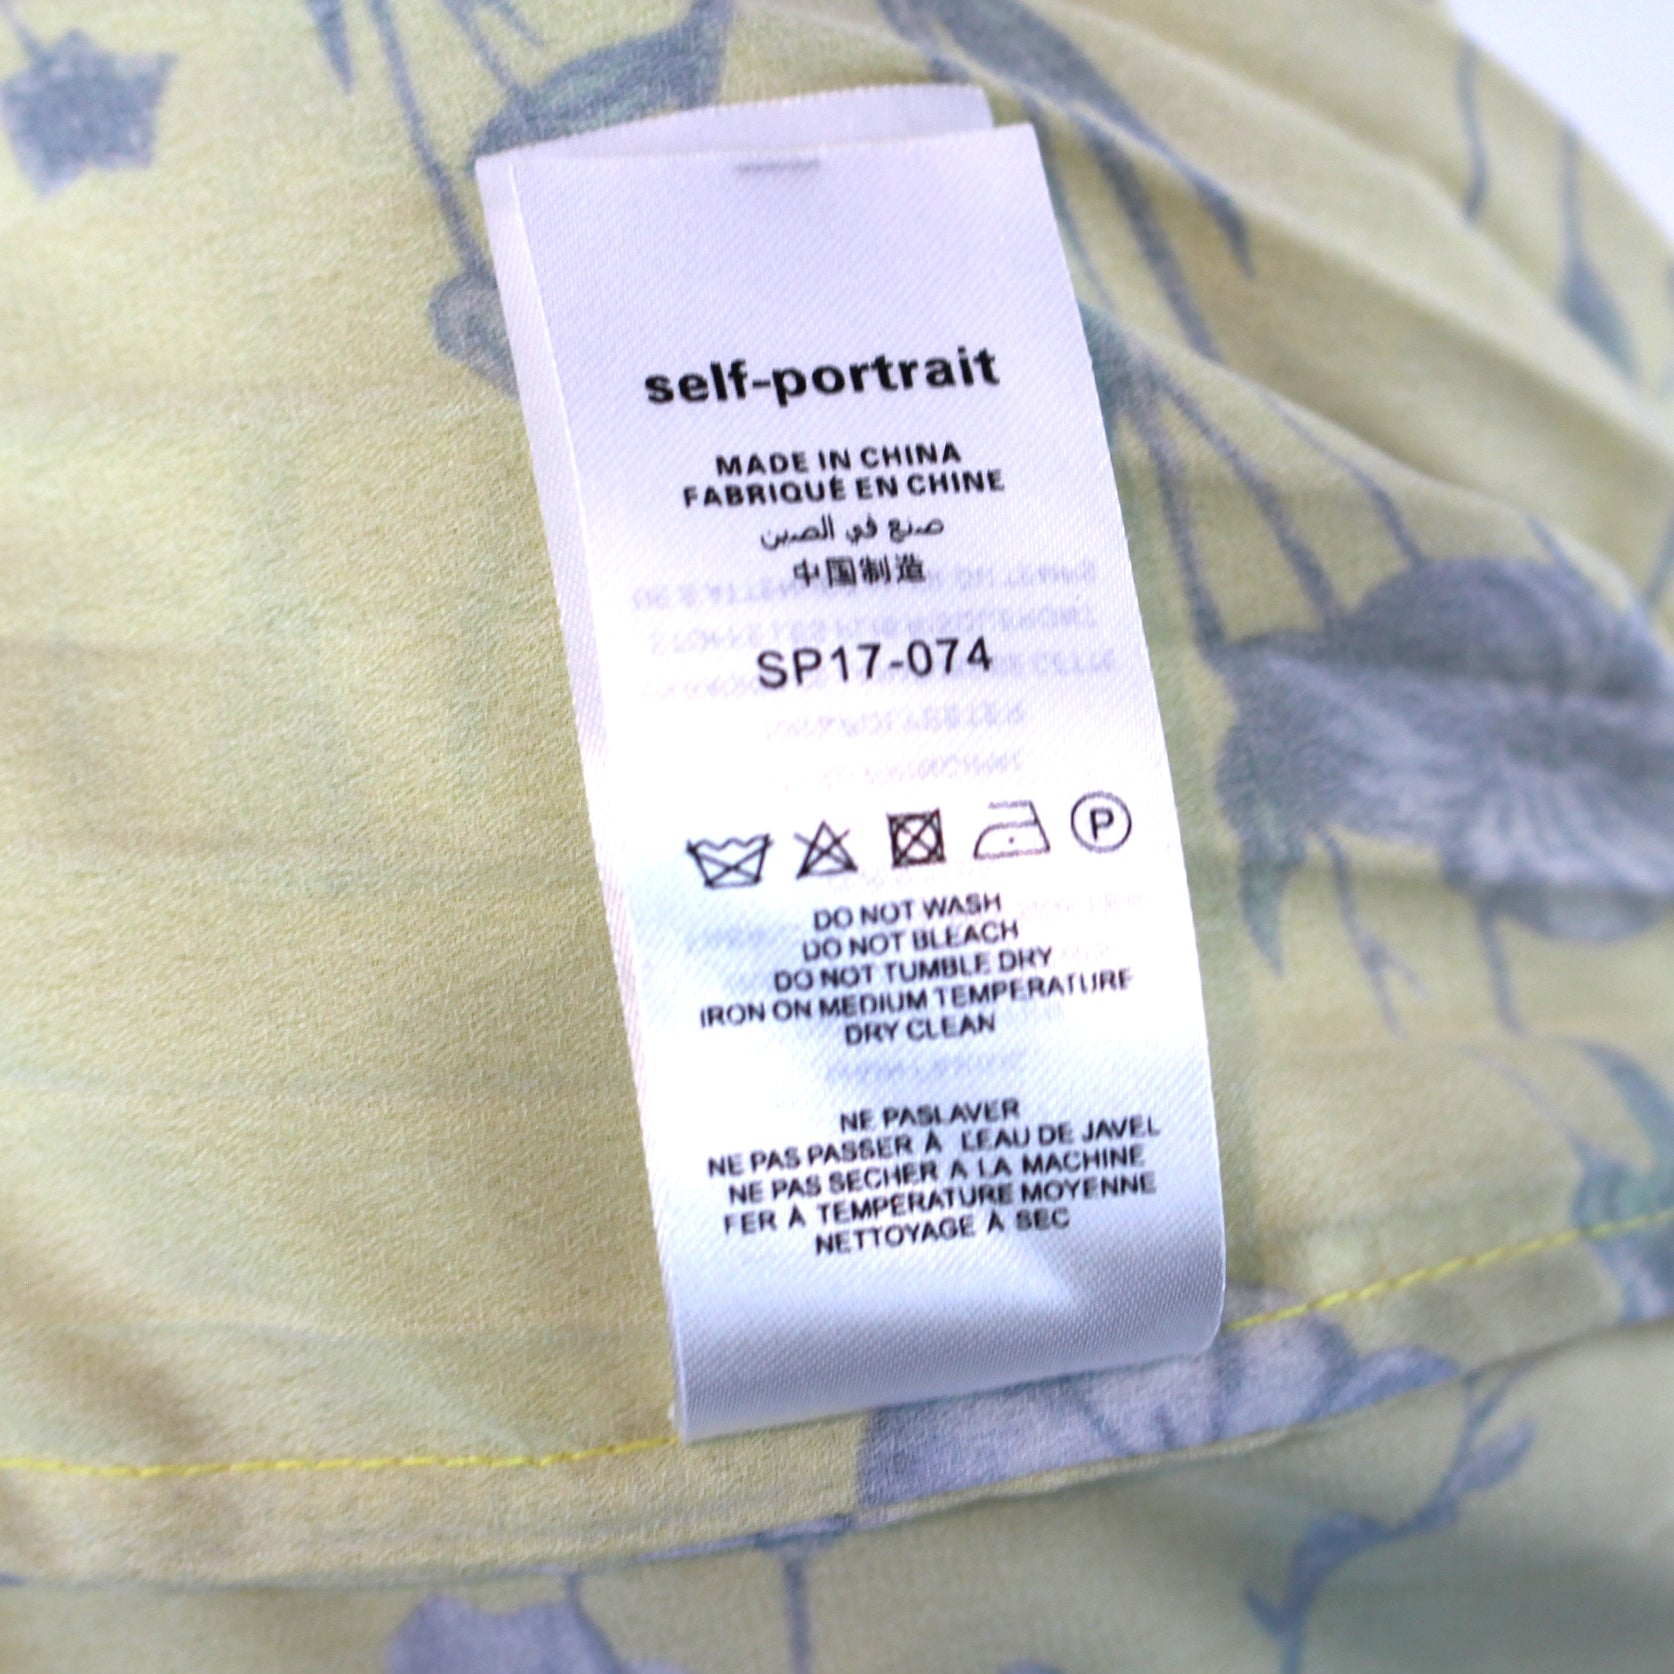 self-portrait
MADE IN CHINA
FABRIQUÉ EN CHINE
صنع في الصين
中国制造
SP17-074
P
DO NOT WASH
DO NOT BLEACH
DO NOT TUMBLE DRY
IRON ON MEDIUM TEMPERATURE
DRY CLEAN
NE PASLAVER
NE PAS PASSER À L'EAU DE JAVEL
NE PAS SECHER A LA MACHINE
FER À TEMPERATURE MOYENNE
NETTOYAGE À SEC